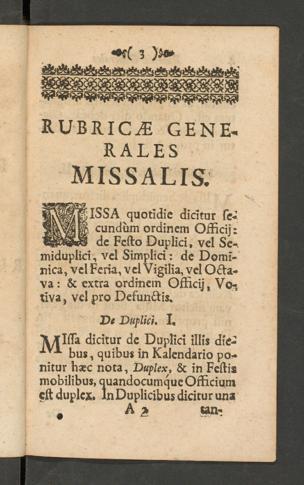 ( 3 )
RUBRICÆ GENE-
RALES
MISSALIS.
MISSA quotidie dicitur se-
cundùm ordinem Officij:
de Festo Duplici, vel Se-
miduplici, vel Simplici: de Domi-
nica, vel Feria, vel Vigilia, vel Octa-
va: & extra ordinem Officij, Vo-
tiva, vel pro Defunctis.
De Duplici. I.
MIssa dicitur de Duplici illis die-
bus, quibus in Kalendario po-
nitur hæc nota, Duplex, & in Festis
mobilibus, quandocumque Officium
est duplex. In Duplicibus dicitur una
A 2 tan-